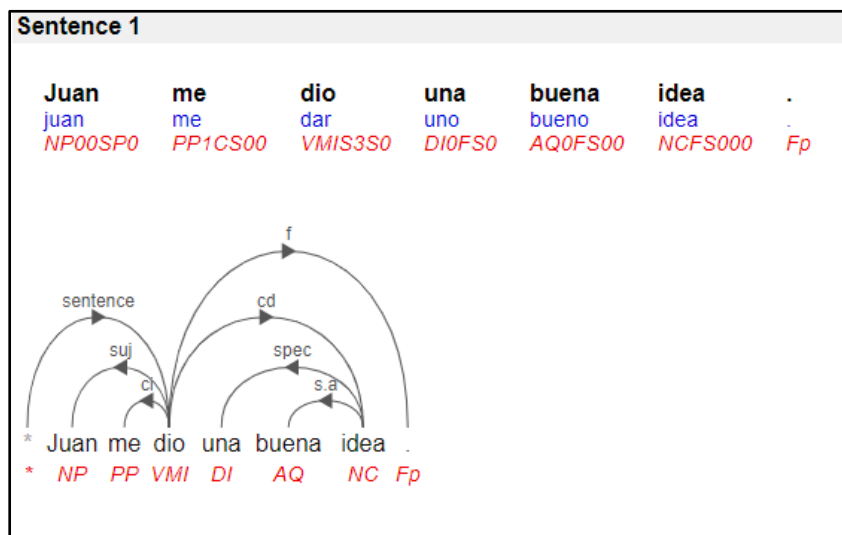 Sentence 1
Juan me dio una buena idea .
juan me dar uno bueno idea .
NP00SP0 PP1CS00 VMIS3S0 DI0FS0 AQ0FS00 NCFS000 Fp
f
sentence cd
suj spec
ci s.a
* Juan me dio una buena idea .
* NP PP VMI DI AQ NC Fp